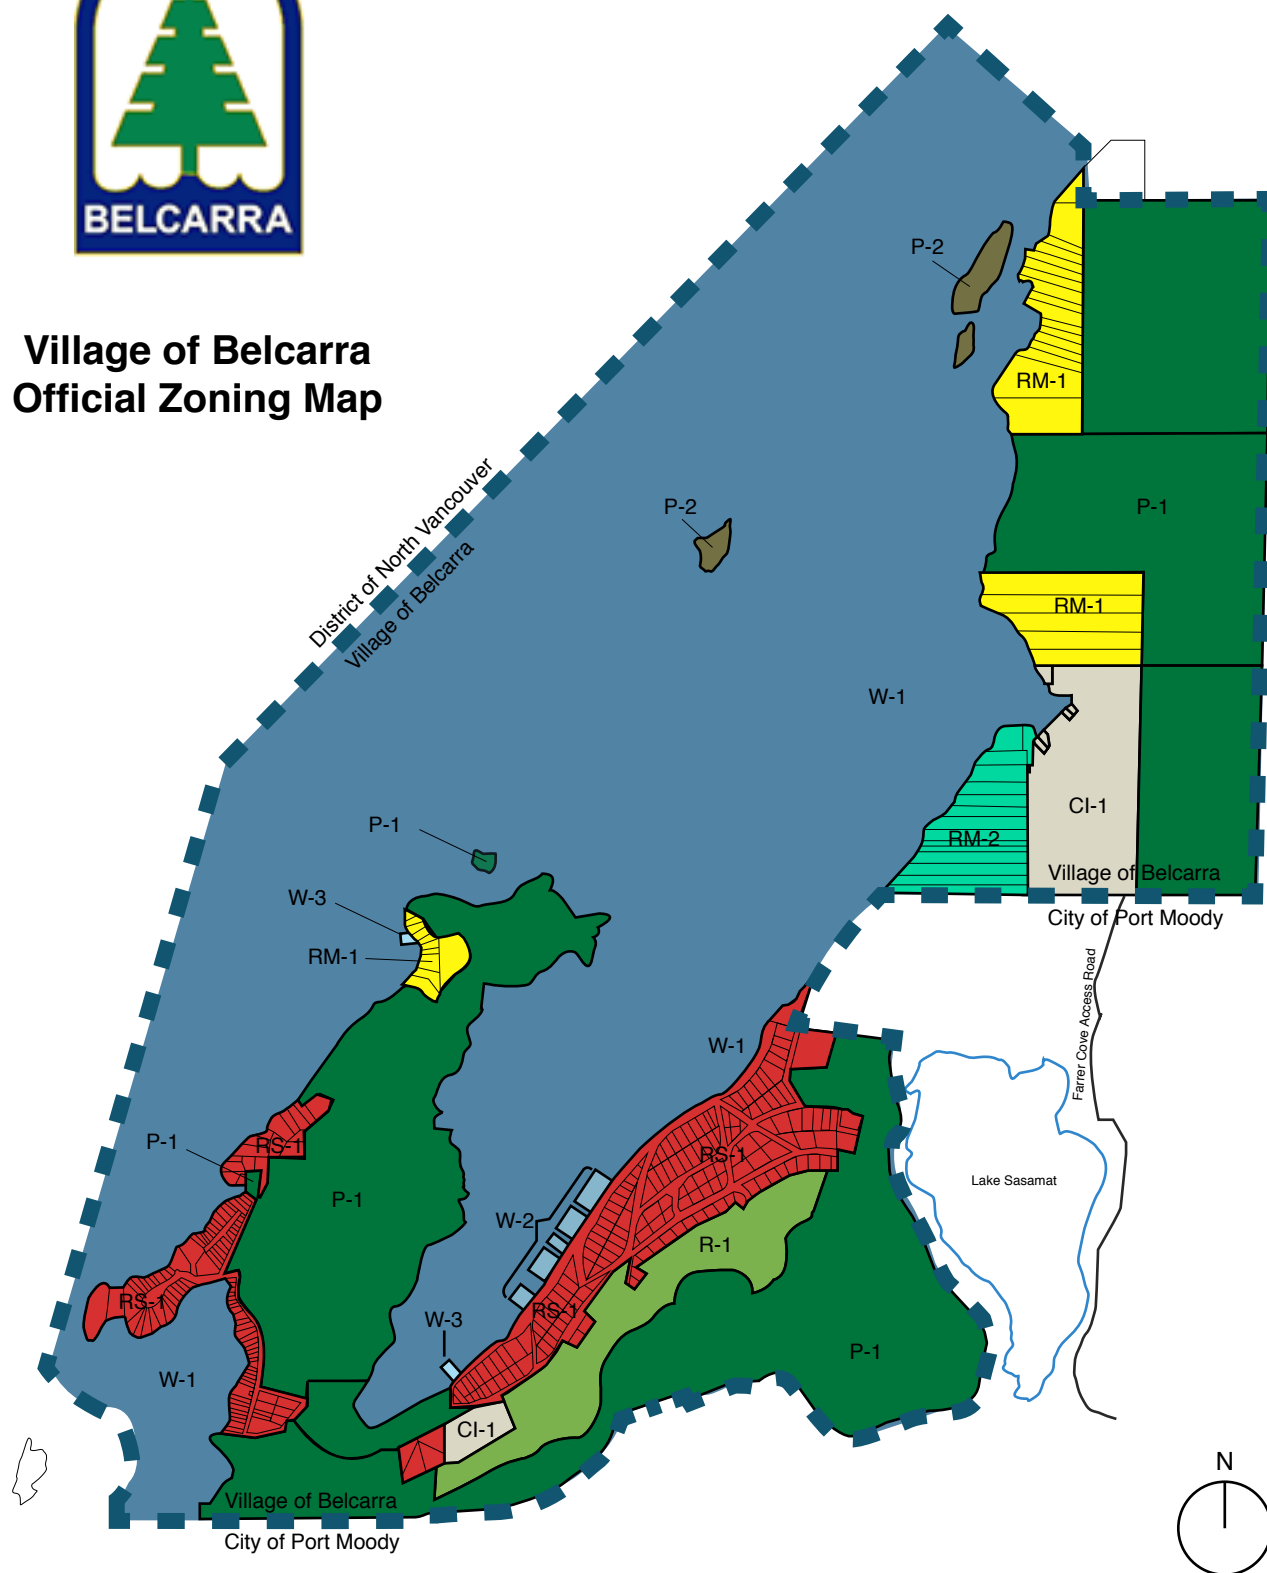 BELCARRA
Village of Belcarra
Official Zoning Map
P-2
RM-1
District of North Vancouver
Village of Belcarra
P-2
P-1
RM-1
W-1
CI-1
P-1
RM-2
Village of Belcarra
City of Port Moody
W-3
RM-1
Farrer Cove Access Road
W-1
P-1
RS-1
RS-1
Lake Sasamat
P-1
W-2
R-1
RS-1
RS-1
W-3
P-1
W-1
CI-1
N
Village of Belcarra
City of Port Moody